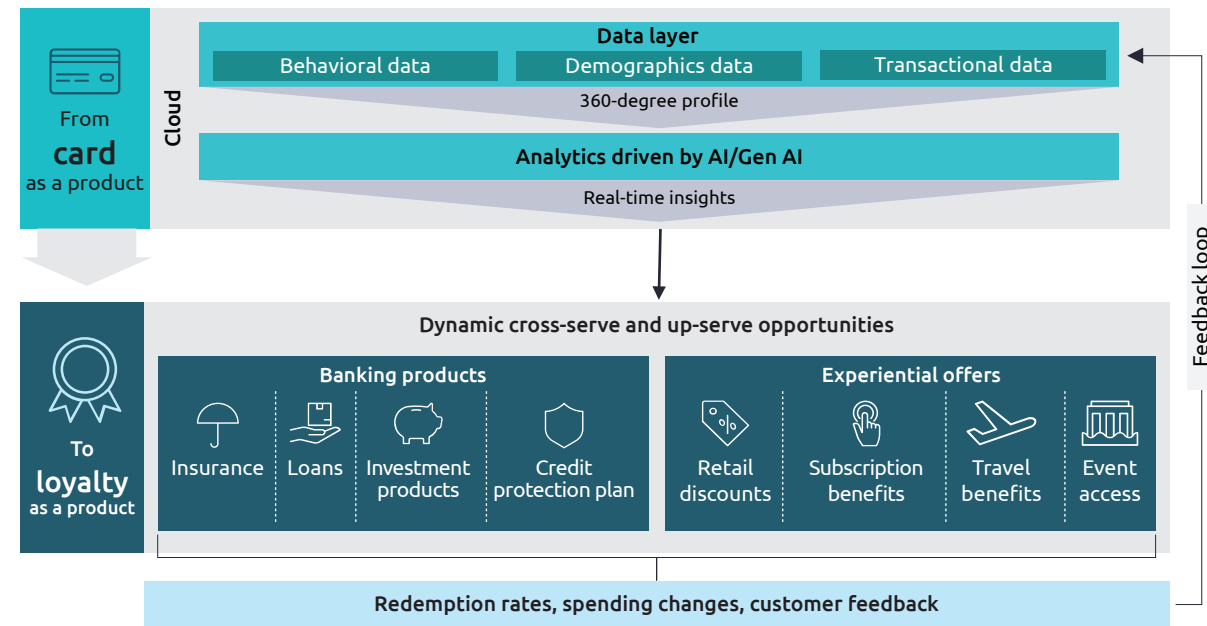 From
card
as a product
Cloud
Data layer
Behavioral data
Demographics data
Transactional data
360-degree profile
Analytics driven by AI/Gen AI
Real-time insights
Feedback loop
To
loyalty
as a product
Dynamic cross-serve and up-serve opportunities
Banking products
Insurance
Loans
Investment
products
Credit
protection plan
Experiential offers
Retail
discounts
Subscription
benefits
Travel
benefits
Event
access
Redemption rates, spending changes, customer feedback